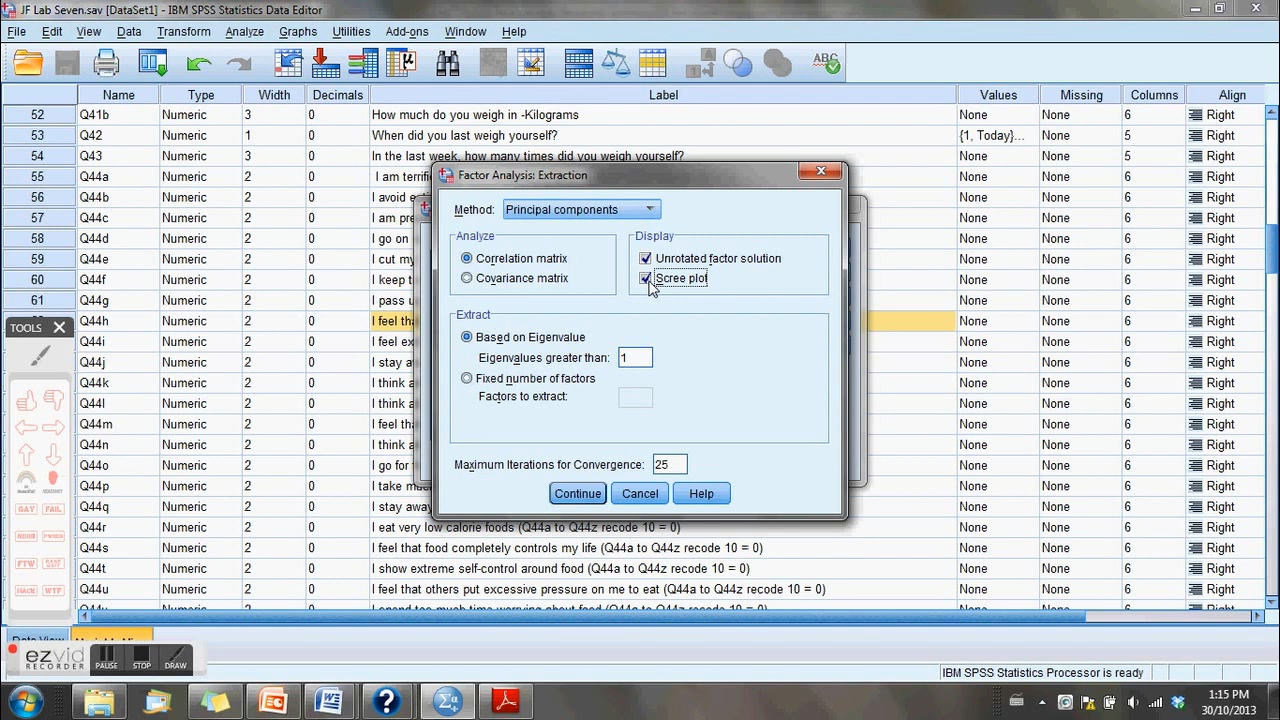 JF Lab Seven.sav [DataSet1] - IBM SPSS Statistics Data Editor
File Edit View Data Transform Analyze Graphs Utilities Add-ons Window Help
Name Type Width Decimals Label Values Missing Columns Align
52 Q41b Numeric 3 0 How much do you weigh in -Kilograms None None 6 Right
53 Q42 Numeric 1 0 When did you last weigh yourself? {1, Today}... None 5 Right
54 Q43 Numeric 3 0 In the last week, how many times did you weigh yourself? None None 5 Right
55 Q44a Numeric 2 0 I am terrifi None None 6 Right
56 Q44b Numeric 2 0 I avoid e None None 6 Right
57 Q44c Numeric 2 0 I am pre None None 6 Right
58 Q44d Numeric 2 0 I go on None None 6 Right
59 Q44e Numeric 2 0 I cut my None None 6 Right
60 Q44f Numeric 2 0 I keep t None None 6 Right
61 Q44g Numeric 2 0 I pass u None None 6 Right
Q44h Numeric 2 0 I feel tha None None 6 Right
Q44i Numeric 2 0 I feel ex None None 6 Right
Q44j Numeric 2 0 I stay aw None None 6 Right
Q44k Numeric 2 0 I think a None None 6 Right
Q44l Numeric 2 0 I think a None None 6 Right
Q44m Numeric 2 0 I feel tha None None 6 Right
Q44n Numeric 2 0 I think a None None 6 Right
Q44o Numeric 2 0 I go for None None 6 Right
Q44p Numeric 2 0 I take mu None None 6 Right
Q44q Numeric 2 0 I stay away None None 6 Right
Q44r Numeric 2 0 I eat very low calorie foods (Q44a to Q44z recode 10 = 0) None None 6 Right
Q44s Numeric 2 0 I feel that food completely controls my life (Q44a to Q44z recode 10 = 0) None None 6 Right
Q44t Numeric 2 0 I show extreme self-control around food (Q44a to Q44z recode 10 = 0) None None 6 Right
Q44u Numeric 2 0 I feel that others put excessive pressure on me to eat (Q44a to Q44z recode 10 = 0) None None 6 Right
Q44v Numeric 2 0 I spend too much time worrying about food (Q44a to Q44z recode 10 = 0) None None 6 Right
Factor Analysis: Extraction
Method: Principal components
Analyze
Correlation matrix
Covariance matrix
Display
Unrotated factor solution
Scree plot
Extract
Based on Eigenvalue
Eigenvalues greater than: 1
Fixed number of factors
Factors to extract:
Maximum Iterations for Convergence: 25
Continue Cancel Help
TOOLS
GAY FAIL
FTW
HACK WTF
Data View
ezvid
RECORDER
PAUSE STOP DRAW
IBM SPSS Statistics Processor is ready
1:15 PM
30/10/2013